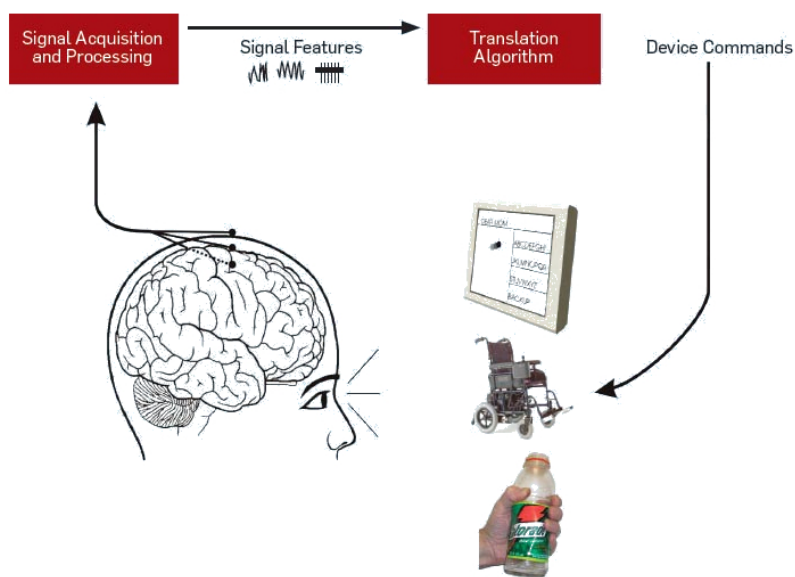 Signal Acquisition
and Processing
Signal Features
Translation
Algorithm
Device Commands
BACKUP